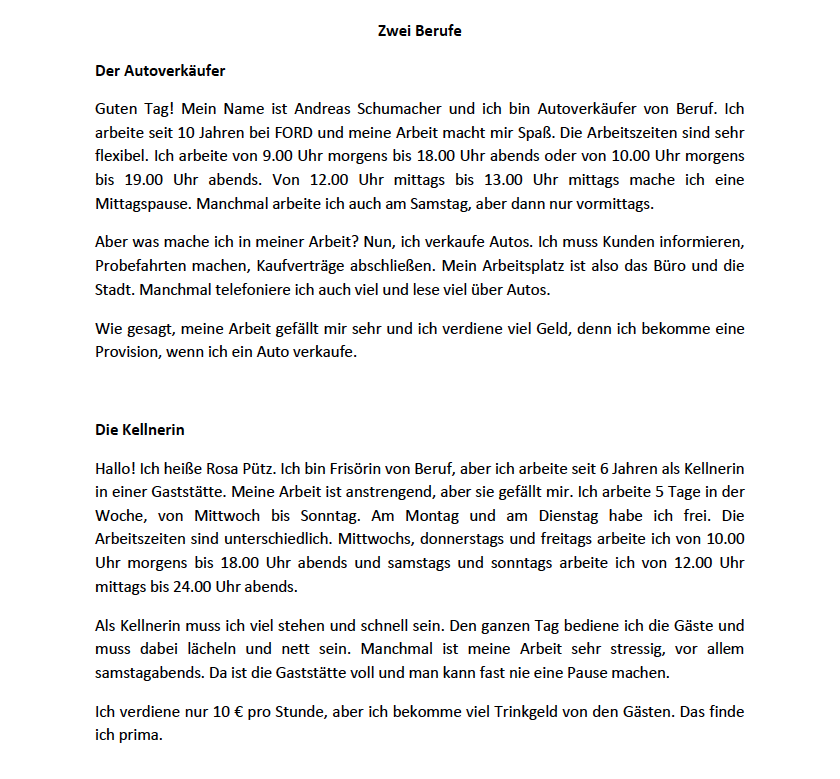 Zwei Berufe
Der Autoverkäufer
Guten Tag! Mein Name ist Andreas Schumacher und ich bin Autoverkäufer von Beruf. Ich
arbeite seit 10 Jahren bei FORD und meine Arbeit macht mir Spaß. Die Arbeitszeiten sind sehr
flexibel. Ich arbeite von 9.00 Uhr morgens bis 18.00 Uhr abends oder von 10.00 Uhr morgens
bis 19.00 Uhr abends. Von 12.00 Uhr mittags bis 13.00 Uhr mittags mache ich eine
Mittagspause. Manchmal arbeite ich auch am Samstag, aber dann nur vormittags.
Aber was mache ich in meiner Arbeit? Nun, ich verkaufe Autos. Ich muss Kunden informieren,
Probefahrten machen, Kaufverträge abschließen. Mein Arbeitsplatz ist also das Büro und die
Stadt. Manchmal telefoniere ich auch viel und lese viel über Autos.
Wie gesagt, meine Arbeit gefällt mir sehr und ich verdiene viel Geld, denn ich bekomme eine
Provision, wenn ich ein Auto verkaufe.
Die Kellnerin
Hallo! Ich heiße Rosa Pütz. Ich bin Frisörin von Beruf, aber ich arbeite seit 6 Jahren als Kellnerin
in einer Gaststätte. Meine Arbeit ist anstrengend, aber sie gefällt mir. Ich arbeite 5 Tage in der
Woche, von Mittwoch bis Sonntag. Am Montag und am Dienstag habe ich frei. Die
Arbeitszeiten sind unterschiedlich. Mittwochs, donnerstags und freitags arbeite ich von 10.00
Uhr morgens bis 18.00 Uhr abends und samstags und sonntags arbeite ich von 12.00 Uhr
mittags bis 24.00 Uhr abends.
Als Kellnerin muss ich viel stehen und schnell sein. Den ganzen Tag bediene ich die Gäste und
muss dabei lächeln und nett sein. Manchmal ist meine Arbeit sehr stressig, vor allem
samstagabends. Da ist die Gaststätte voll und man kann fast nie eine Pause machen.
Ich verdiene nur 10 € pro Stunde, aber ich bekomme viel Trinkgeld von den Gästen. Das finde
ich prima.